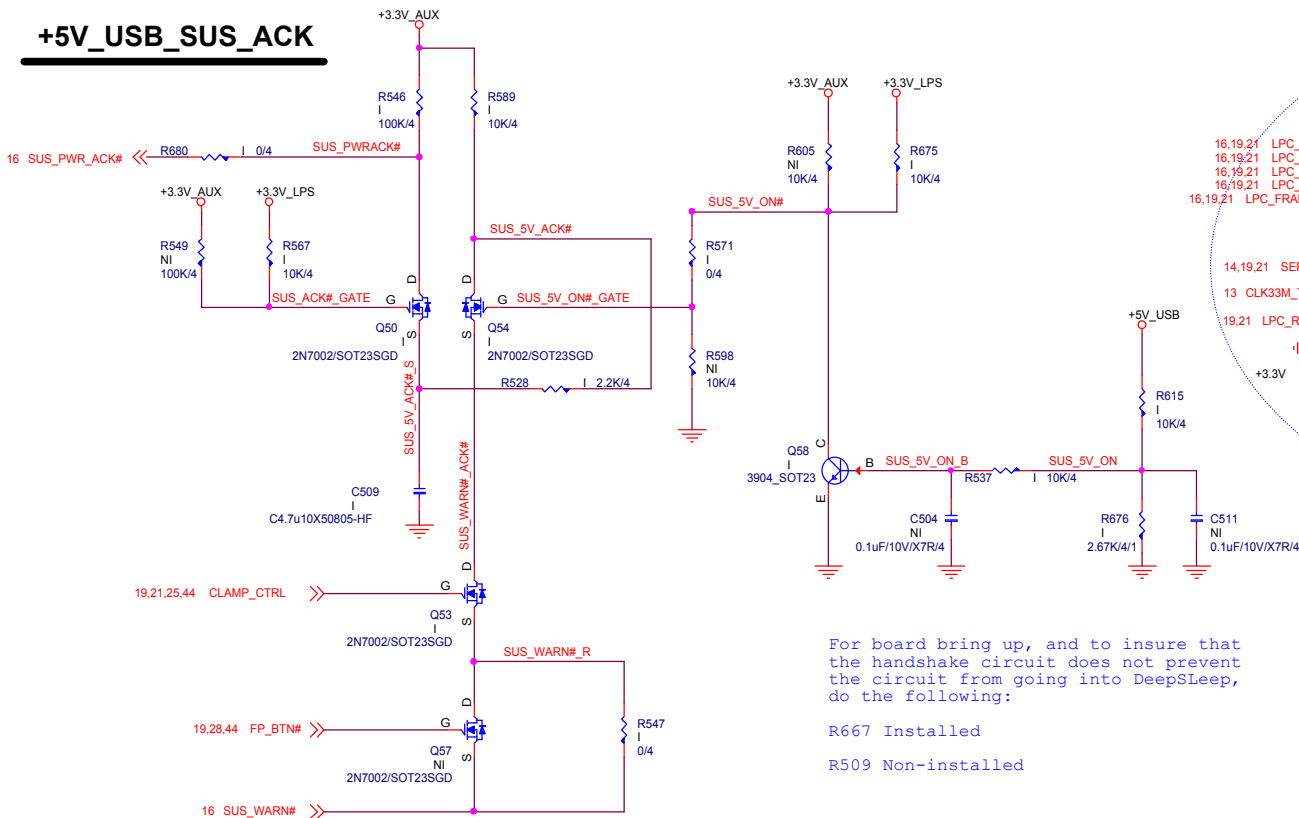 +5V_USB_SUS_ACK
+3.3V_AUX
R546
I
100K/4
R589
I
10K/4
16 SUS_PWR_ACK#
R680
I 0/4
SUS_PWRACK#
+3.3V_AUX
+3.3V_LPS
R549
NI
100K/4
R567
I
10K/4
SUS_ACK#_GATE
G
D
S
Q50
I
2N7002/SOT23SGD
SUS_5V_ACK#
D
G
S
SUS_5V_ON#_GATE
Q54
I
2N7002/SOT23SGD
R528
I 2.2K/4
SUS_5V_ACK#_S
C509
I
C4.7u10X50805-HF
SUS_WARN#_ACK#
19,21,25,44 CLAMP_CTRL
G
D
S
Q53
I
2N7002/SOT23SGD
SUS_WARN#_R
19,28,44 FP_BTN#
G
D
S
Q57
NI
2N7002/SOT23SGD
R547
I
0/4
16 SUS_WARN#
+3.3V_AUX
+3.3V_LPS
R605
NI
10K/4
R675
I
10K/4
SUS_5V_ON#
R571
I
0/4
R598
NI
10K/4
Q58
I
3904_SOT23
C
B
E
SUS_5V_ON_B
R537
I 10K/4
SUS_5V_ON
C504
NI
0.1uF/10V/X7R/4
+5V_USB
R615
I
10K/4
R676
I
2.67K/4/1
C511
NI
0.1uF/10V/X7R/4
16,19,21 LPC_
16,19,21 LPC_
16,19,21 LPC_
16,19,21 LPC_
16,19,21 LPC_FRA
14,19,21 SE
13 CLK33M_
19,21 LPC_R
+3.3V
For board bring up, and to insure that
the handshake circuit does not prevent
the circuit from going into DeepSLeep,
do the following:
R667 Installed
R509 Non-installed